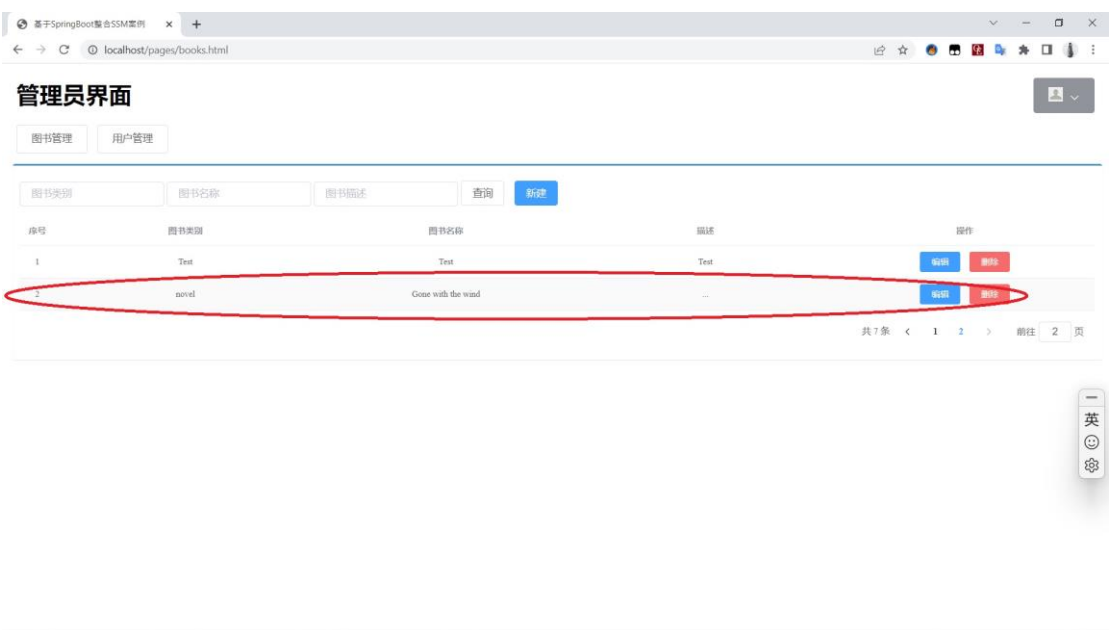 基于SpringBoot整合SSM案例
localhost/pages/books.html
管理员界面
图书管理 用户管理
图书类别 图书名称 图书描述 查询 新建
序号 图书类别 图书名称 描述 操作
1 Test Test Test 编辑 删除
2 novel Gone with the wind ... 编辑 删除
共 7 条 1 2 前往 2 页
英